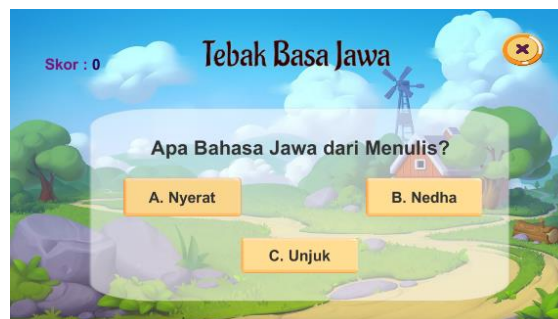 Tebak Basa Jawa
Skor : 0
Apa Bahasa Jawa dari Menulis?
A. Nyerat
B. Nedha
C. Unjuk